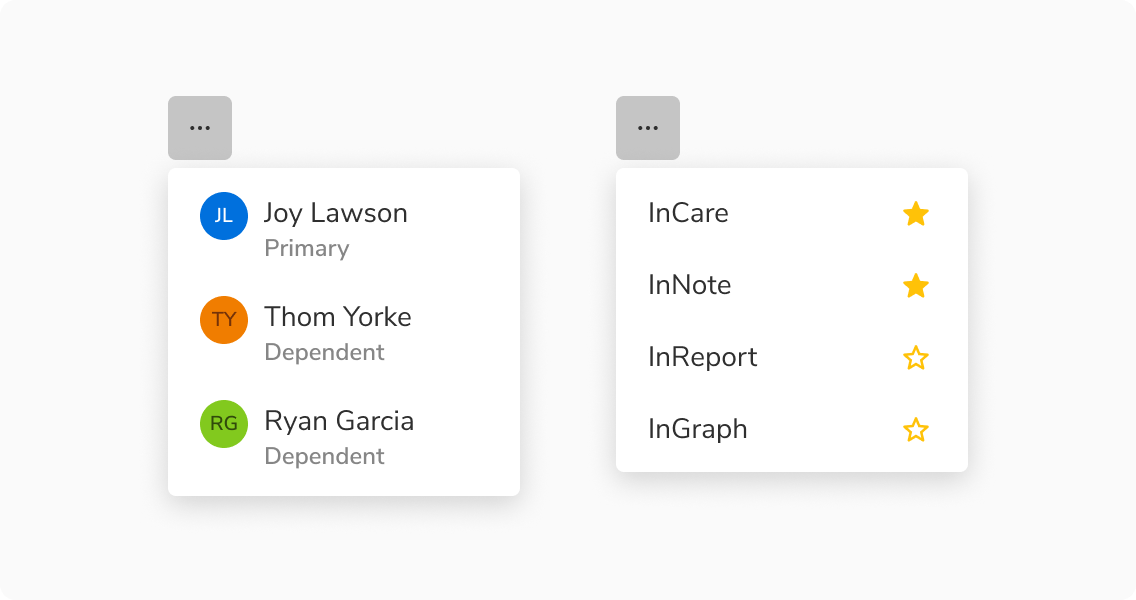 JL
Joy Lawson
Primary
TY
Thom Yorke
Dependent
RG
Ryan Garcia
Dependent
InCare
InNote
InReport
InGraph